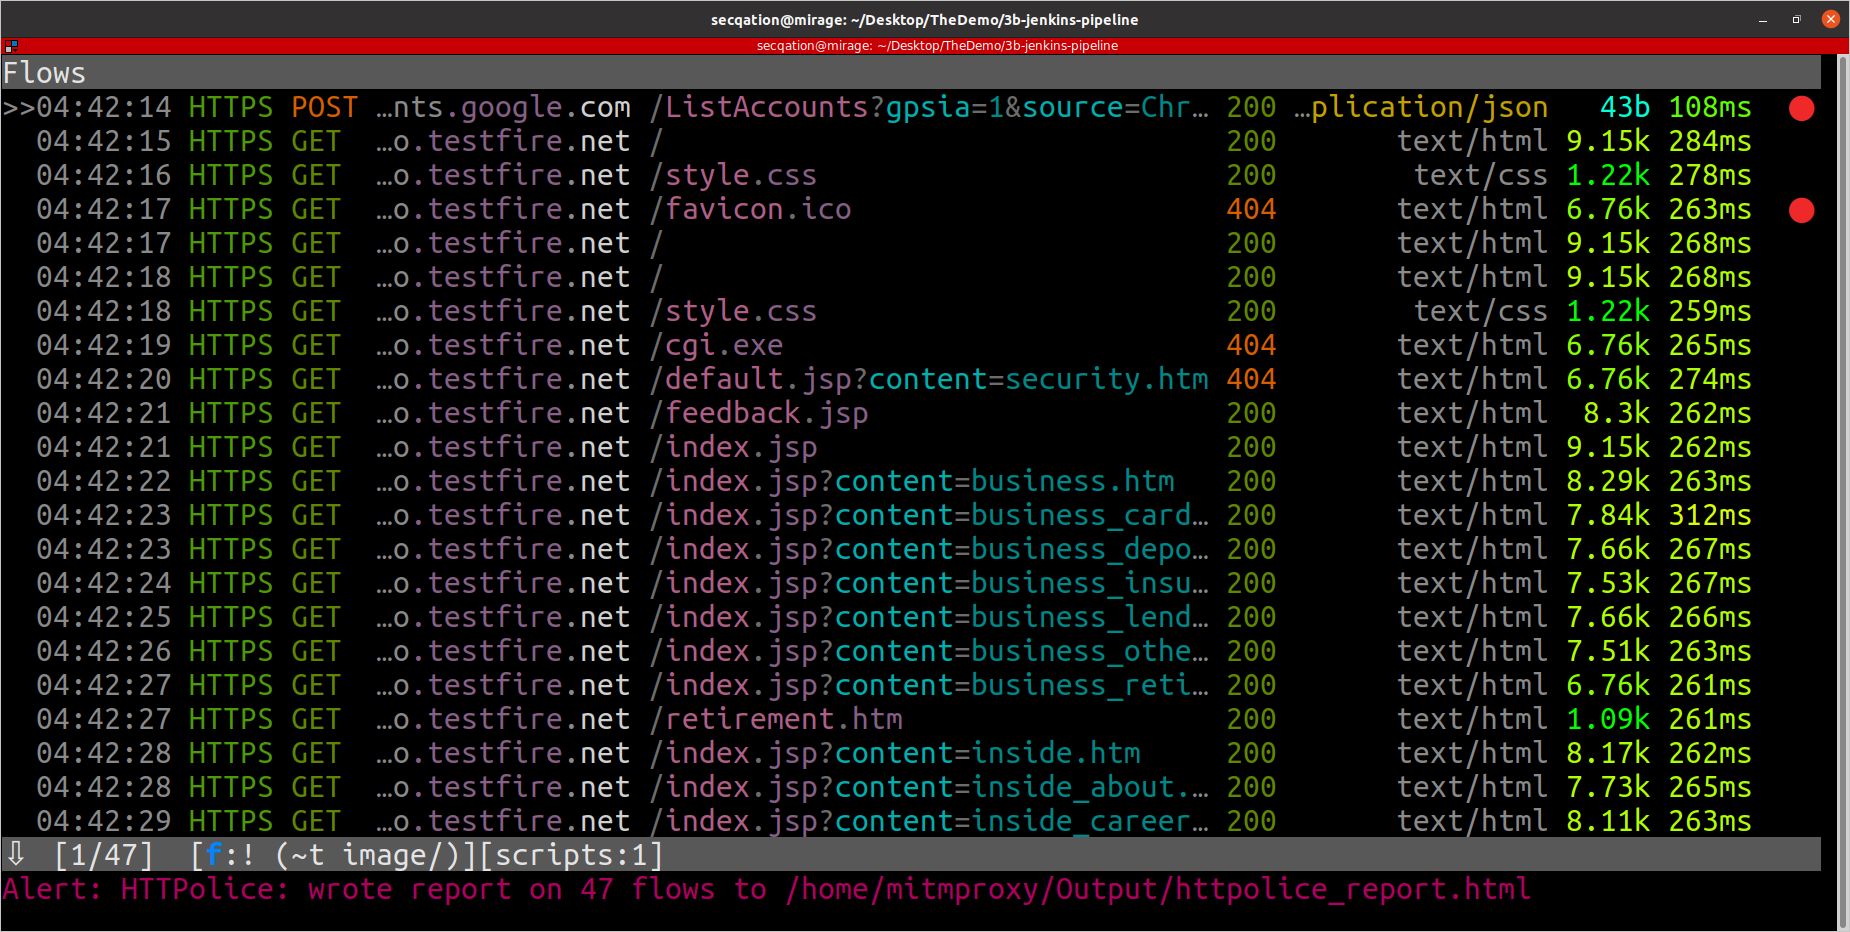 secqation@mirage: ~/Desktop/TheDemo/3b-jenkins-pipeline
secqation@mirage: ~/Desktop/TheDemo/3b-jenkins-pipeline
Flows
>>04:42:14 HTTPS POST …nts.google.com /ListAccounts?gpsia=1&source=Chr… 200 …plication/json 43b 108ms
04:42:15 HTTPS GET …o.testfire.net / 200 text/html 9.15k 284ms
04:42:16 HTTPS GET …o.testfire.net /style.css 200 text/css 1.22k 278ms
04:42:17 HTTPS GET …o.testfire.net /favicon.ico 404 text/html 6.76k 263ms
04:42:17 HTTPS GET …o.testfire.net / 200 text/html 9.15k 268ms
04:42:18 HTTPS GET …o.testfire.net / 200 text/html 9.15k 268ms
04:42:18 HTTPS GET …o.testfire.net /style.css 200 text/css 1.22k 259ms
04:42:19 HTTPS GET …o.testfire.net /cgi.exe 404 text/html 6.76k 265ms
04:42:20 HTTPS GET …o.testfire.net /default.jsp?content=security.htm 404 text/html 6.76k 274ms
04:42:21 HTTPS GET …o.testfire.net /feedback.jsp 200 text/html 8.3k 262ms
04:42:21 HTTPS GET …o.testfire.net /index.jsp 200 text/html 9.15k 262ms
04:42:22 HTTPS GET …o.testfire.net /index.jsp?content=business.htm 200 text/html 8.29k 263ms
04:42:23 HTTPS GET …o.testfire.net /index.jsp?content=business_card… 200 text/html 7.84k 312ms
04:42:23 HTTPS GET …o.testfire.net /index.jsp?content=business_depo… 200 text/html 7.66k 267ms
04:42:24 HTTPS GET …o.testfire.net /index.jsp?content=business_insu… 200 text/html 7.53k 267ms
04:42:25 HTTPS GET …o.testfire.net /index.jsp?content=business_lend… 200 text/html 7.66k 266ms
04:42:26 HTTPS GET …o.testfire.net /index.jsp?content=business_othe… 200 text/html 7.51k 263ms
04:42:27 HTTPS GET …o.testfire.net /index.jsp?content=business_reti… 200 text/html 6.76k 261ms
04:42:27 HTTPS GET …o.testfire.net /retirement.htm 200 text/html 1.09k 261ms
04:42:28 HTTPS GET …o.testfire.net /index.jsp?content=inside.htm 200 text/html 8.17k 262ms
04:42:28 HTTPS GET …o.testfire.net /index.jsp?content=inside_about.… 200 text/html 7.73k 265ms
04:42:29 HTTPS GET …o.testfire.net /index.jsp?content=inside_career… 200 text/html 8.11k 263ms
⇩ [1/47] [f:! (~t image/)][scripts:1]
Alert: HTTPolice: wrote report on 47 flows to /home/mitmproxy/Output/httpolice_report.html